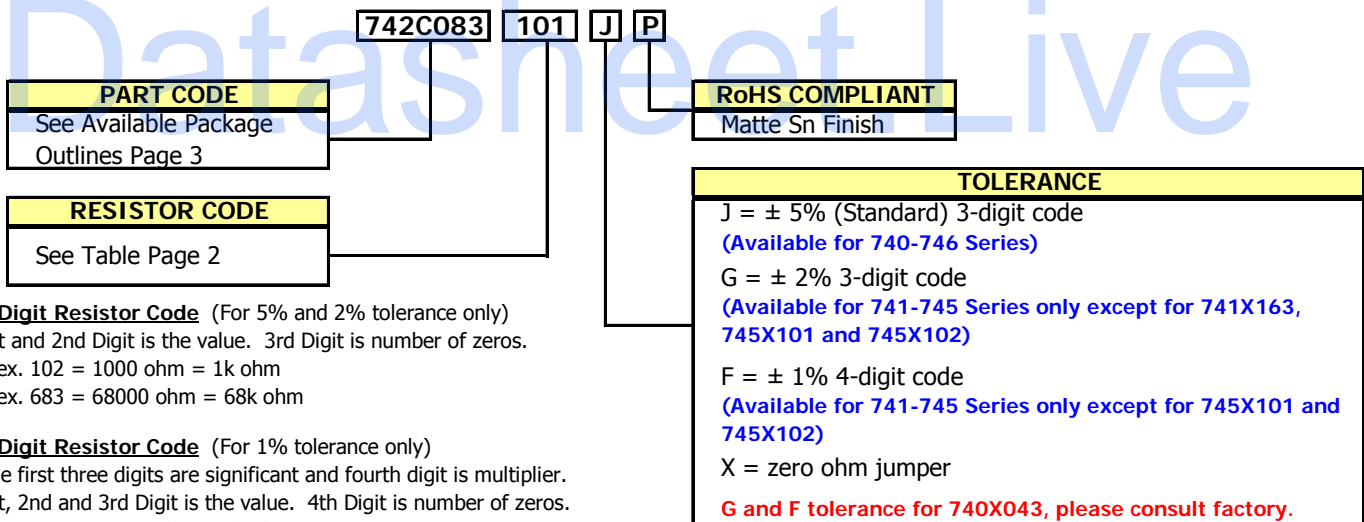 Datasheet Live
742C083 101 J P
PART CODE
See Available Package
Outlines Page 3
RESISTOR CODE
See Table Page 2
Digit Resistor Code (For 5% and 2% tolerance only)
t and 2nd Digit is the value. 3rd Digit is number of zeros.
ex. 102 = 1000 ohm = 1k ohm
ex. 683 = 68000 ohm = 68k ohm
Digit Resistor Code (For 1% tolerance only)
e first three digits are significant and fourth digit is multiplier.
t, 2nd and 3rd Digit is the value. 4th Digit is number of zeros.
RoHS COMPLIANT
Matte Sn Finish
TOLERANCE
J = ± 5% (Standard) 3-digit code
(Available for 740-746 Series)
G = ± 2% 3-digit code
(Available for 741-745 Series only except for 741X163,
745X101 and 745X102)
F = ± 1% 4-digit code
(Available for 741-745 Series only except for 745X101 and
745X102)
X = zero ohm jumper
G and F tolerance for 740X043, please consult factory.